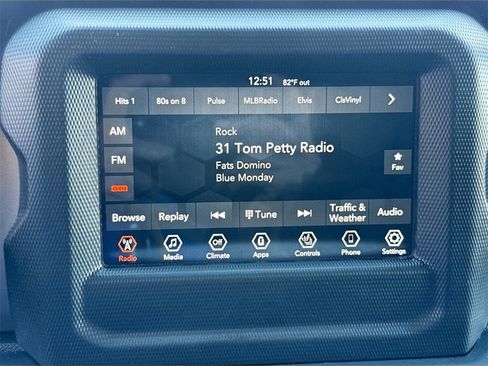 12:51 82°F out
Hits 1 80s on 8 Pulse MLBRadio Elvis ClsVinyl
AM
FM
Rock
31 Tom Petty Radio
Fats Domino
Blue Monday
Fav
Browse Replay Tune Traffic & Weather Audio
Radio Media Off Climate Apps Controls Phone Settings